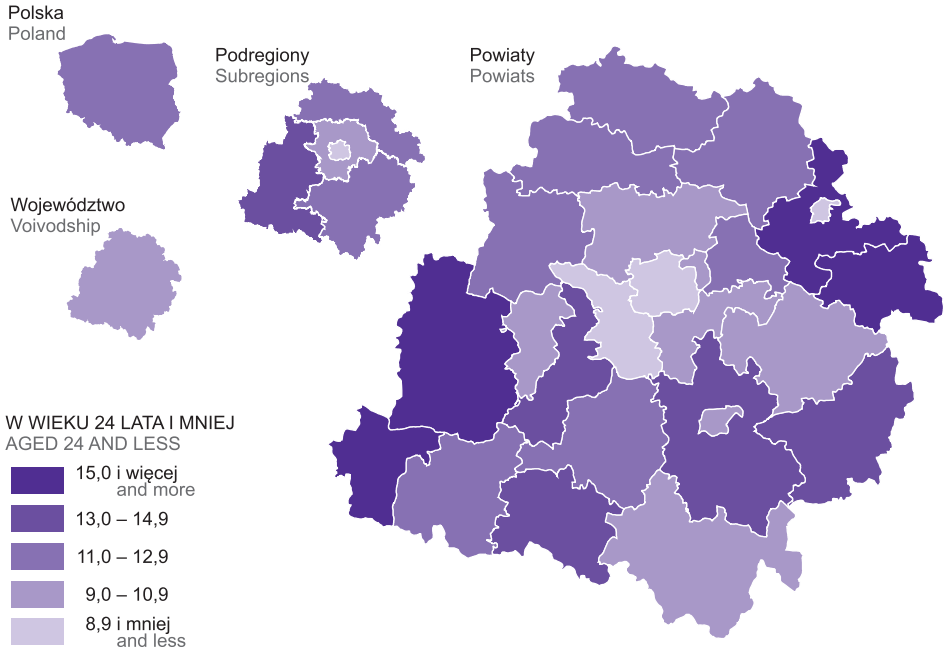 Polska
Poland
Podregiony
Subregions
Powiaty
Powiats
Województwo
Voivodship
W WIEKU 24 LATA I MNIEJ
AGED 24 AND LESS
15,0 i więcej
and more
13,0 – 14,9
11,0 – 12,9
9,0 – 10,9
8,9 i mniej
and less